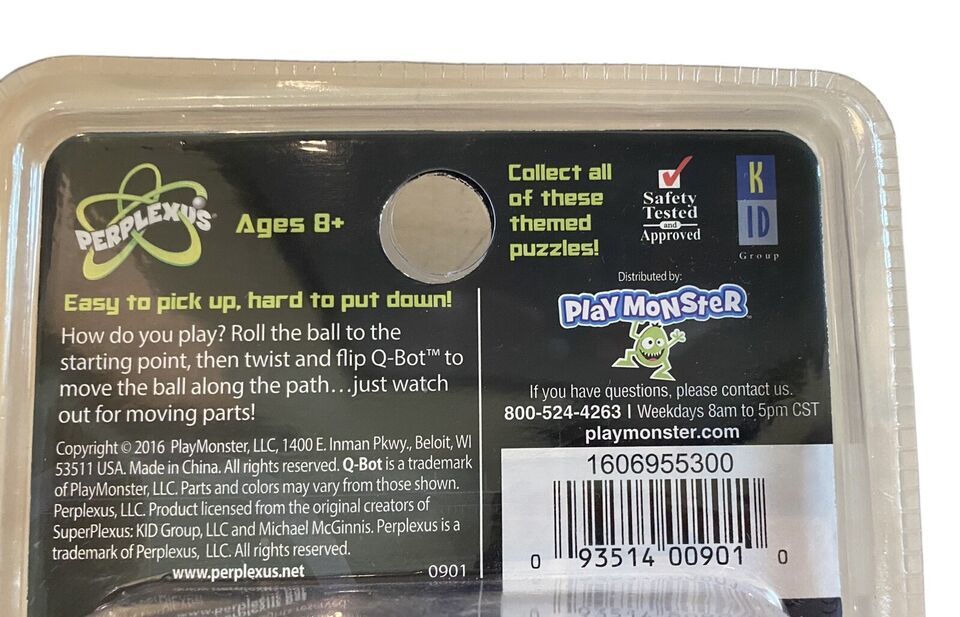 PERPLEXUS®
Ages 8+
Easy to pick up, hard to put down!
How do you play? Roll the ball to the
starting point, then twist and flip Q-Bot™ to
move the ball along the path…just watch
out for moving parts!
Copyright © 2016 PlayMonster, LLC, 1400 E. Inman Pkwy., Beloit, WI
53511 USA. Made in China. All rights reserved. Q-Bot is a trademark
of PlayMonster, LLC. Parts and colors may vary from those shown.
Perplexus, LLC. Product licensed from the original creators of
SuperPlexus: KID Group, LLC and Michael McGinnis. Perplexus is a
trademark of Perplexus, LLC. All rights reserved.
www.perplexus.net
0901
Collect all
of these
themed
puzzles!
Safety
Tested
and
Approved
K
ID
Group
Distributed by:
PlayMonsteR
If you have questions, please contact us.
800-524-4263 | Weekdays 8am to 5pm CST
playmonster.com
1606955300
0 93514 00901 0